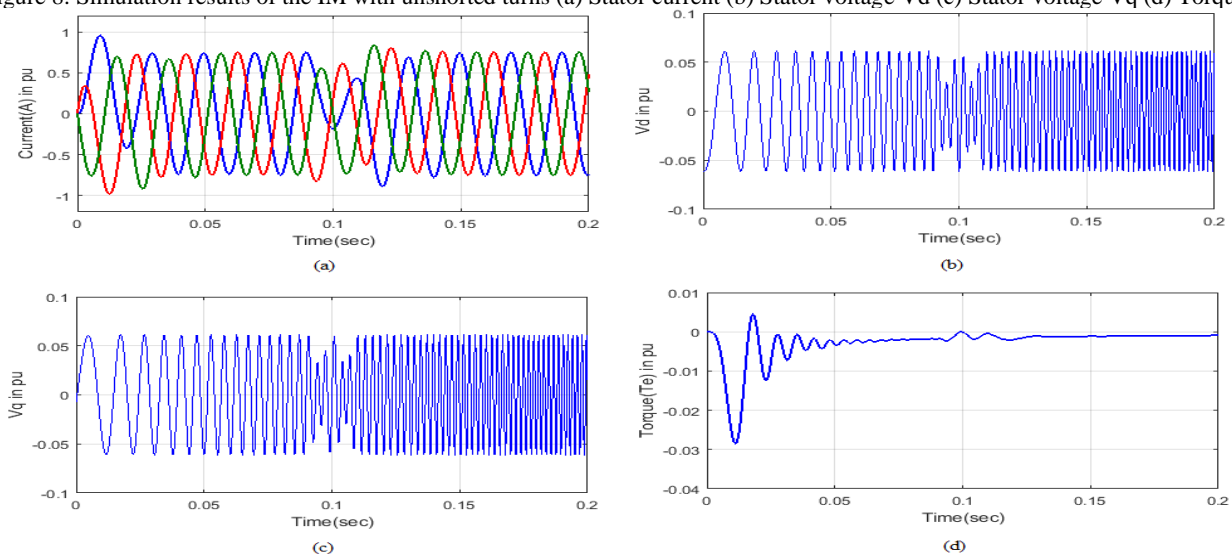 Figure 8. Simulation results of the IM with unshorted turns (a) Stator current (b) Stator voltage Vd (c) Stator voltage Vq (d) Torque
1
0.5
0
-0.5
-1
Current(A) in pu
0 0.05 0.1 0.15 0.2
Time(sec)
(a)
0.1
0.05
0
-0.05
-0.1
Vd in pu
0 0.05 0.1 0.15 0.2
Time(sec)
(b)
0.1
0.05
0
-0.05
-0.1
Vq in pu
0 0.05 0.1 0.15 0.2
Time(sec)
(c)
0.01
0
-0.01
-0.02
-0.03
-0.04
Torque(Te) in pu
0 0.05 0.1 0.15 0.2
Time(sec)
(d)